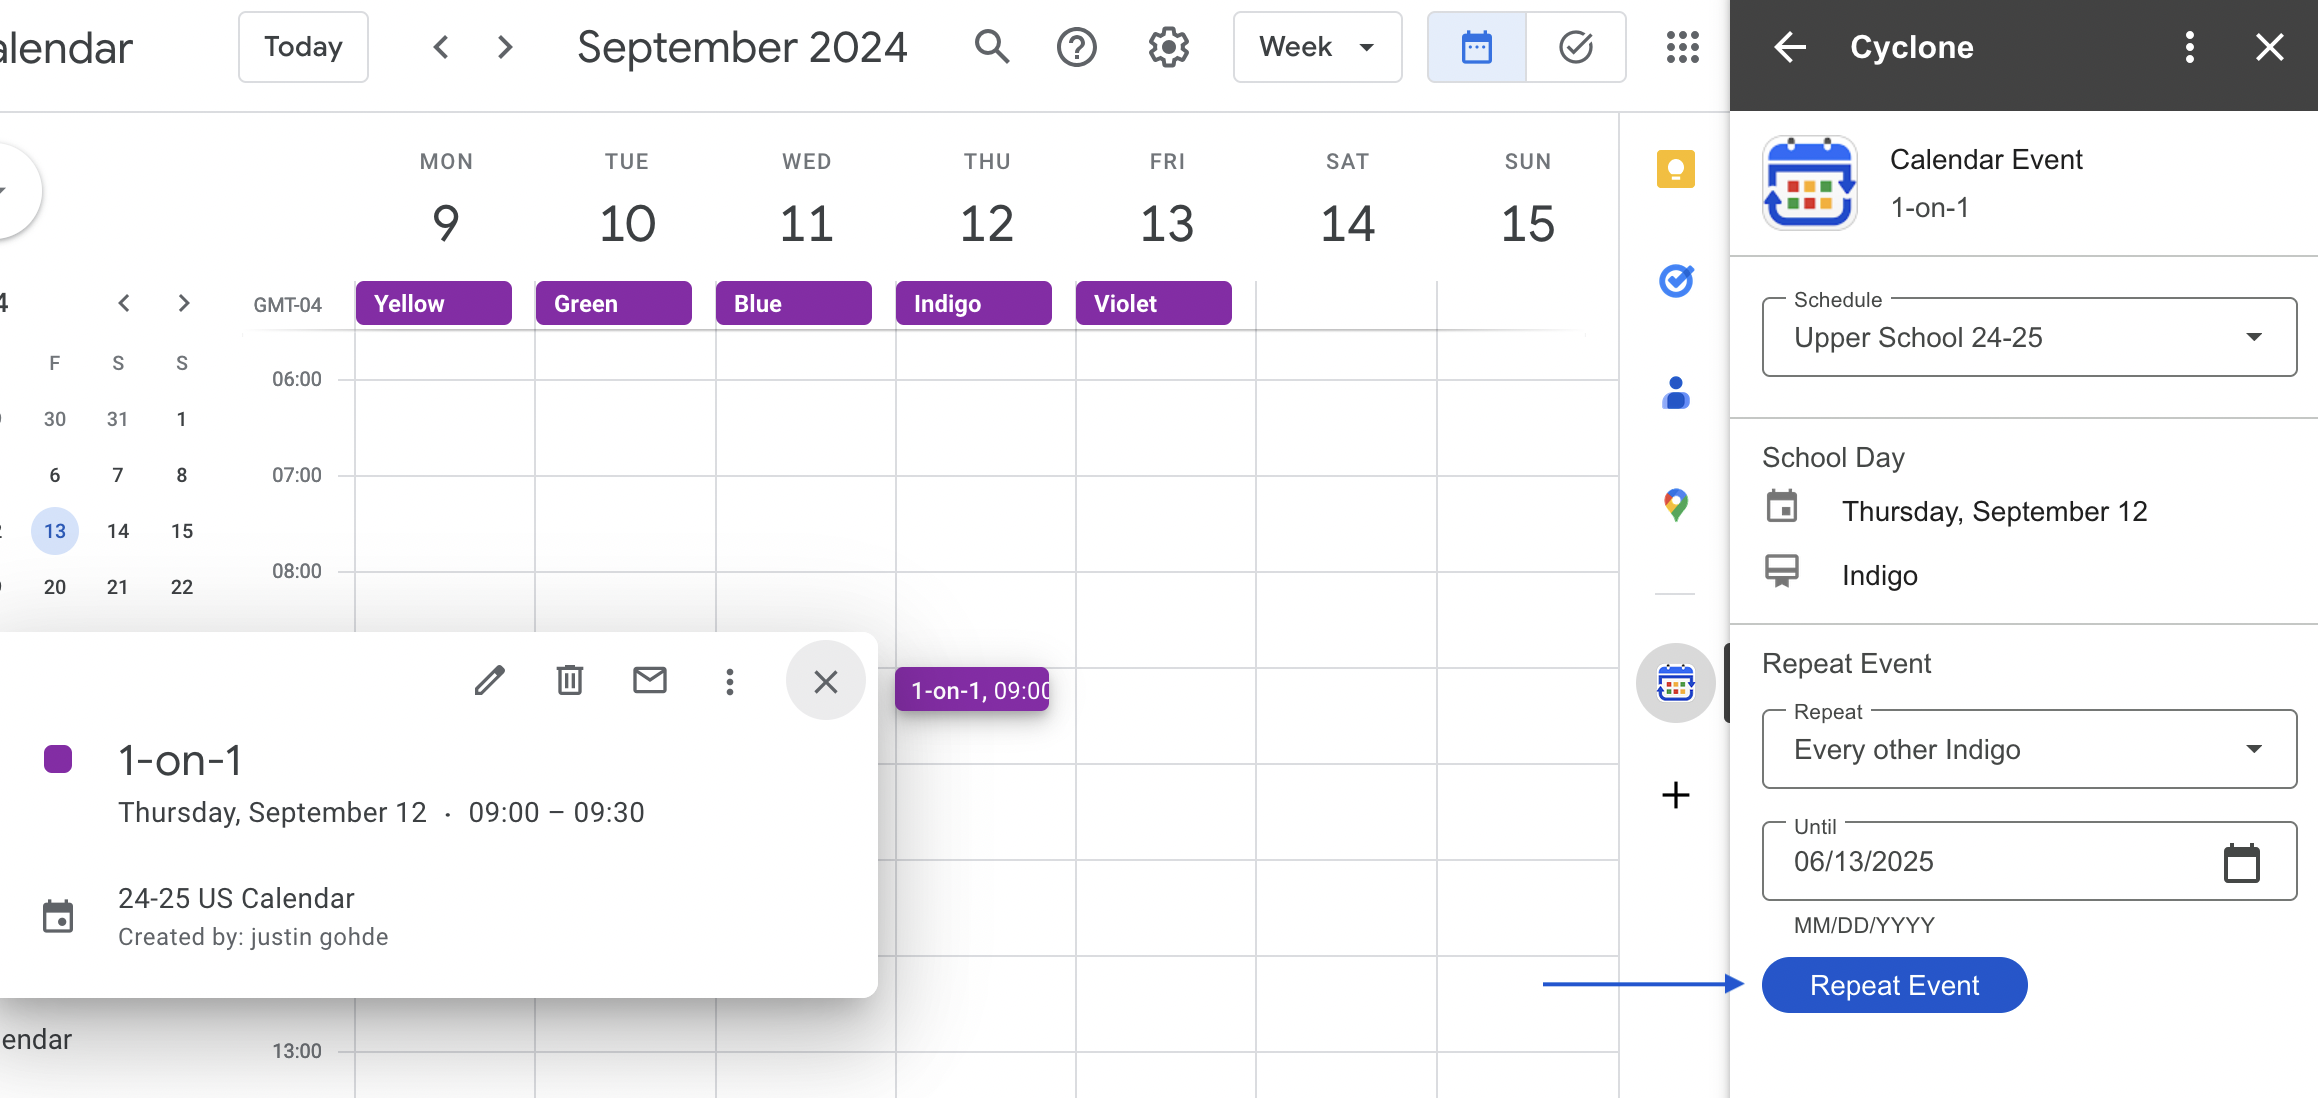 alendar
Today
September 2024
Week
MON
TUE
WED
THU
FRI
SAT
SUN
9
10
11
12
13
14
15
GMT-04
Yellow
Green
Blue
Indigo
Violet
4
F S S
30 31 1
6 7 8
13 14 15
20 21 22
06:00
07:00
08:00
1-on-1, 09:00
1-on-1
Thursday, September 12 · 09:00 – 09:30
24-25 US Calendar
Created by: justin gohde
endar
13:00
Cyclone
Calendar Event
1-on-1
Schedule
Upper School 24-25
School Day
Thursday, September 12
Indigo
Repeat Event
Repeat
Every other Indigo
Until
06/13/2025
MM/DD/YYYY
Repeat Event